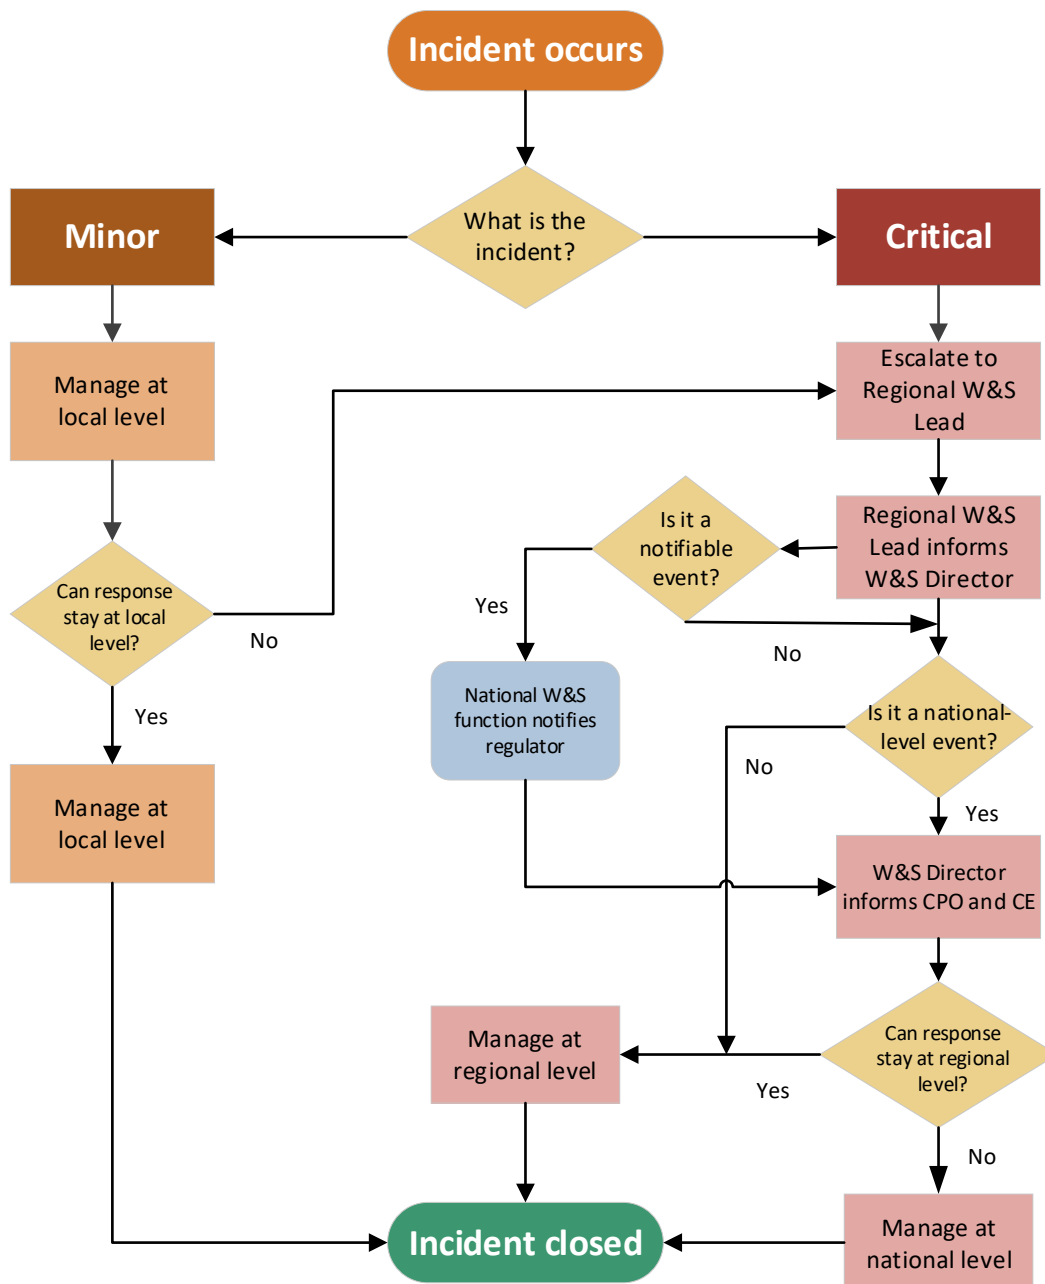 Incident occurs
What is the
incident?
Minor
Critical
Manage at
local level
Escalate to
Regional W&S
Lead
Is it a
notifiable
event?
Regional W&S
Lead informs
W&S Director
Can response
stay at local
level?
No
Yes
No
Yes
National W&S
function notifies
regulator
Is it a national-
level event?
No
Yes
Manage at
local level
W&S Director
informs CPO and CE
Manage at
regional level
Can response
stay at regional
level?
Yes
No
Incident closed
Manage at
national level